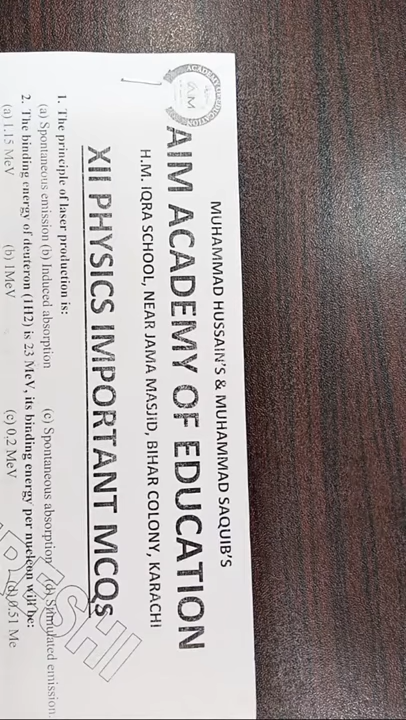 MUHAMMAD HUSSAIN'S & MUHAMMAD SAQUIB'S
AIM ACADEMY OF EDUCATION
H.M. IQRA SCHOOL, NEAR JAMA MASJID, BIHAR COLONY, KARACHI
XII PHYSICS IMPORTANT MCQs
1. The principle of laser production is:
(a) Spontaneous emission (b) Induced absorption (c) Spontaneous absorption (d) Stimulated emission
2. The binding energy of deuteron (1H2) is 23 MeV, its binding energy per nucleon will be:
(a) 1.15 MeV (b) 1MeV (c) 1.2 MeV (d) 0.51 Me